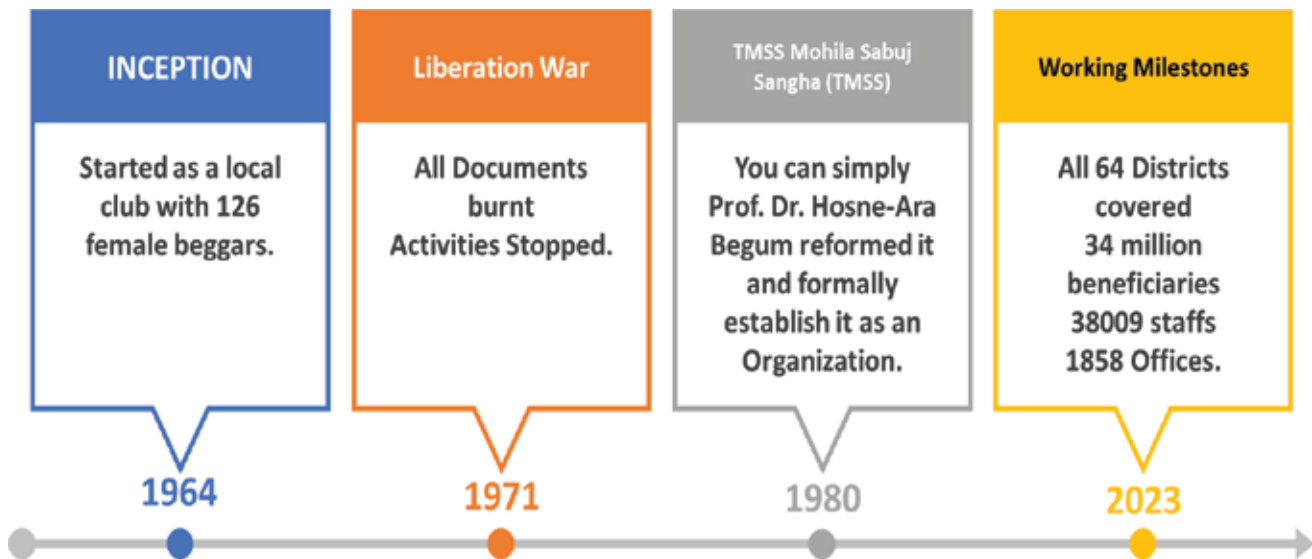 INCEPTION
Started as a local
club with 126
female beggars.
1964
Liberation War
All Documents
burnt
Activities Stopped.
1971
TMSS Mohila Sabuj
Sangha (TMSS)
You can simply
Prof. Dr. Hosne-Ara
Begum reformed it
and formally
establish it as an
Organization.
1980
Working Milestones
All 64 Districts
covered
34 million
beneficiaries
38009 staffs
1858 Offices.
2023